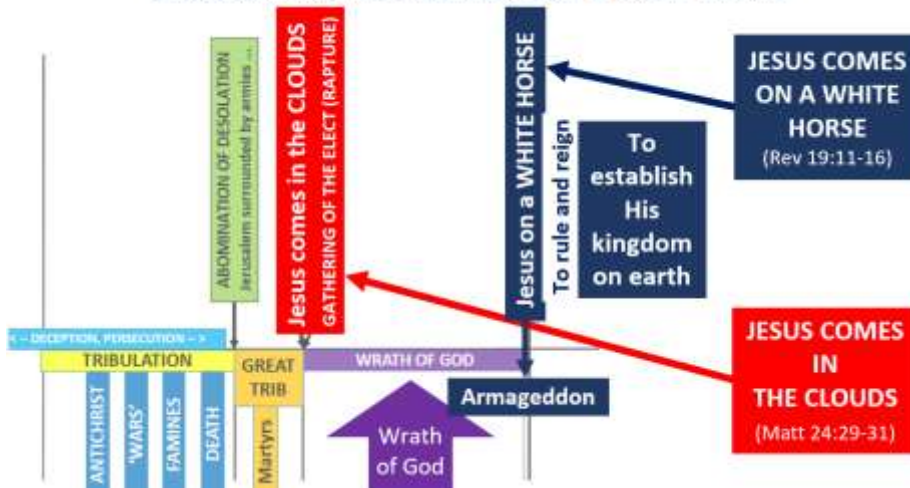 ABOMINATION OF DESOLATION
Jerusalem surrounded by armies ...
Jesus comes in the CLOUDS
GATHERING OF THE ELECT (RAPTURE)
Jesus on a WHITE HORSE
To rule and reign
To
establish
His
kingdom
on earth
JESUS COMES
ON A WHITE
HORSE
(Rev 19:11-16)
< -- DECEPTION, PERSECUTION -- >
TRIBULATION
GREAT
TRIB
WRATH OF GOD
JESUS COMES
IN
THE CLOUDS
(Matt 24:29-31)
ANTICHRIST
'WARS'
FAMINES
DEATH
Martyrs
Wrath
of God
Armageddon